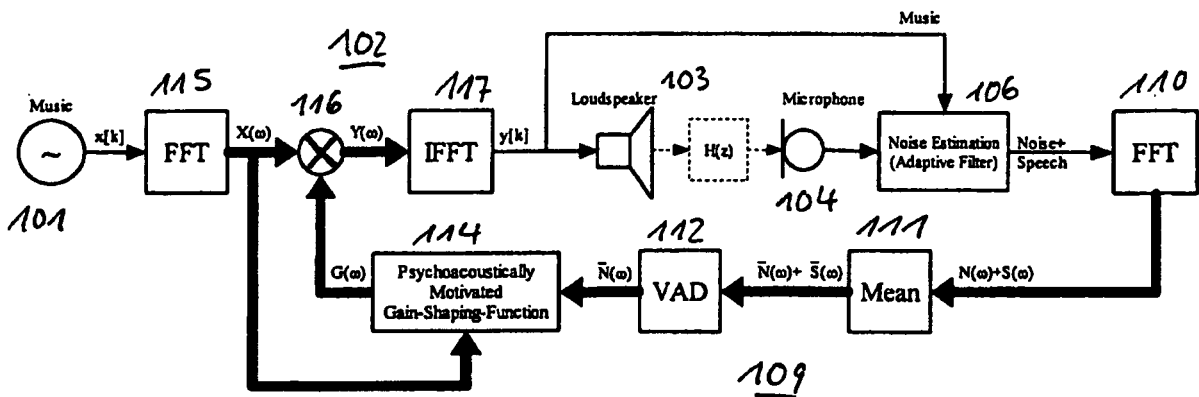 Music
102
115
116
117
103
Music
106
110
Loudspeaker
Microphone
x[k]
X(ω)
Y(ω)
y[k]
~
FFT
IFFT
H(z)
Noise Estimation
(Adaptive Filter)
Noise+
Speech
FFT
101
104
114
112
111
G(ω)
Psychoacoustically
Motivated
Gain-Shaping-Function
N̄(ω)
VAD
N̄(ω)+ S̄(ω)
Mean
N(ω)+S(ω)
109